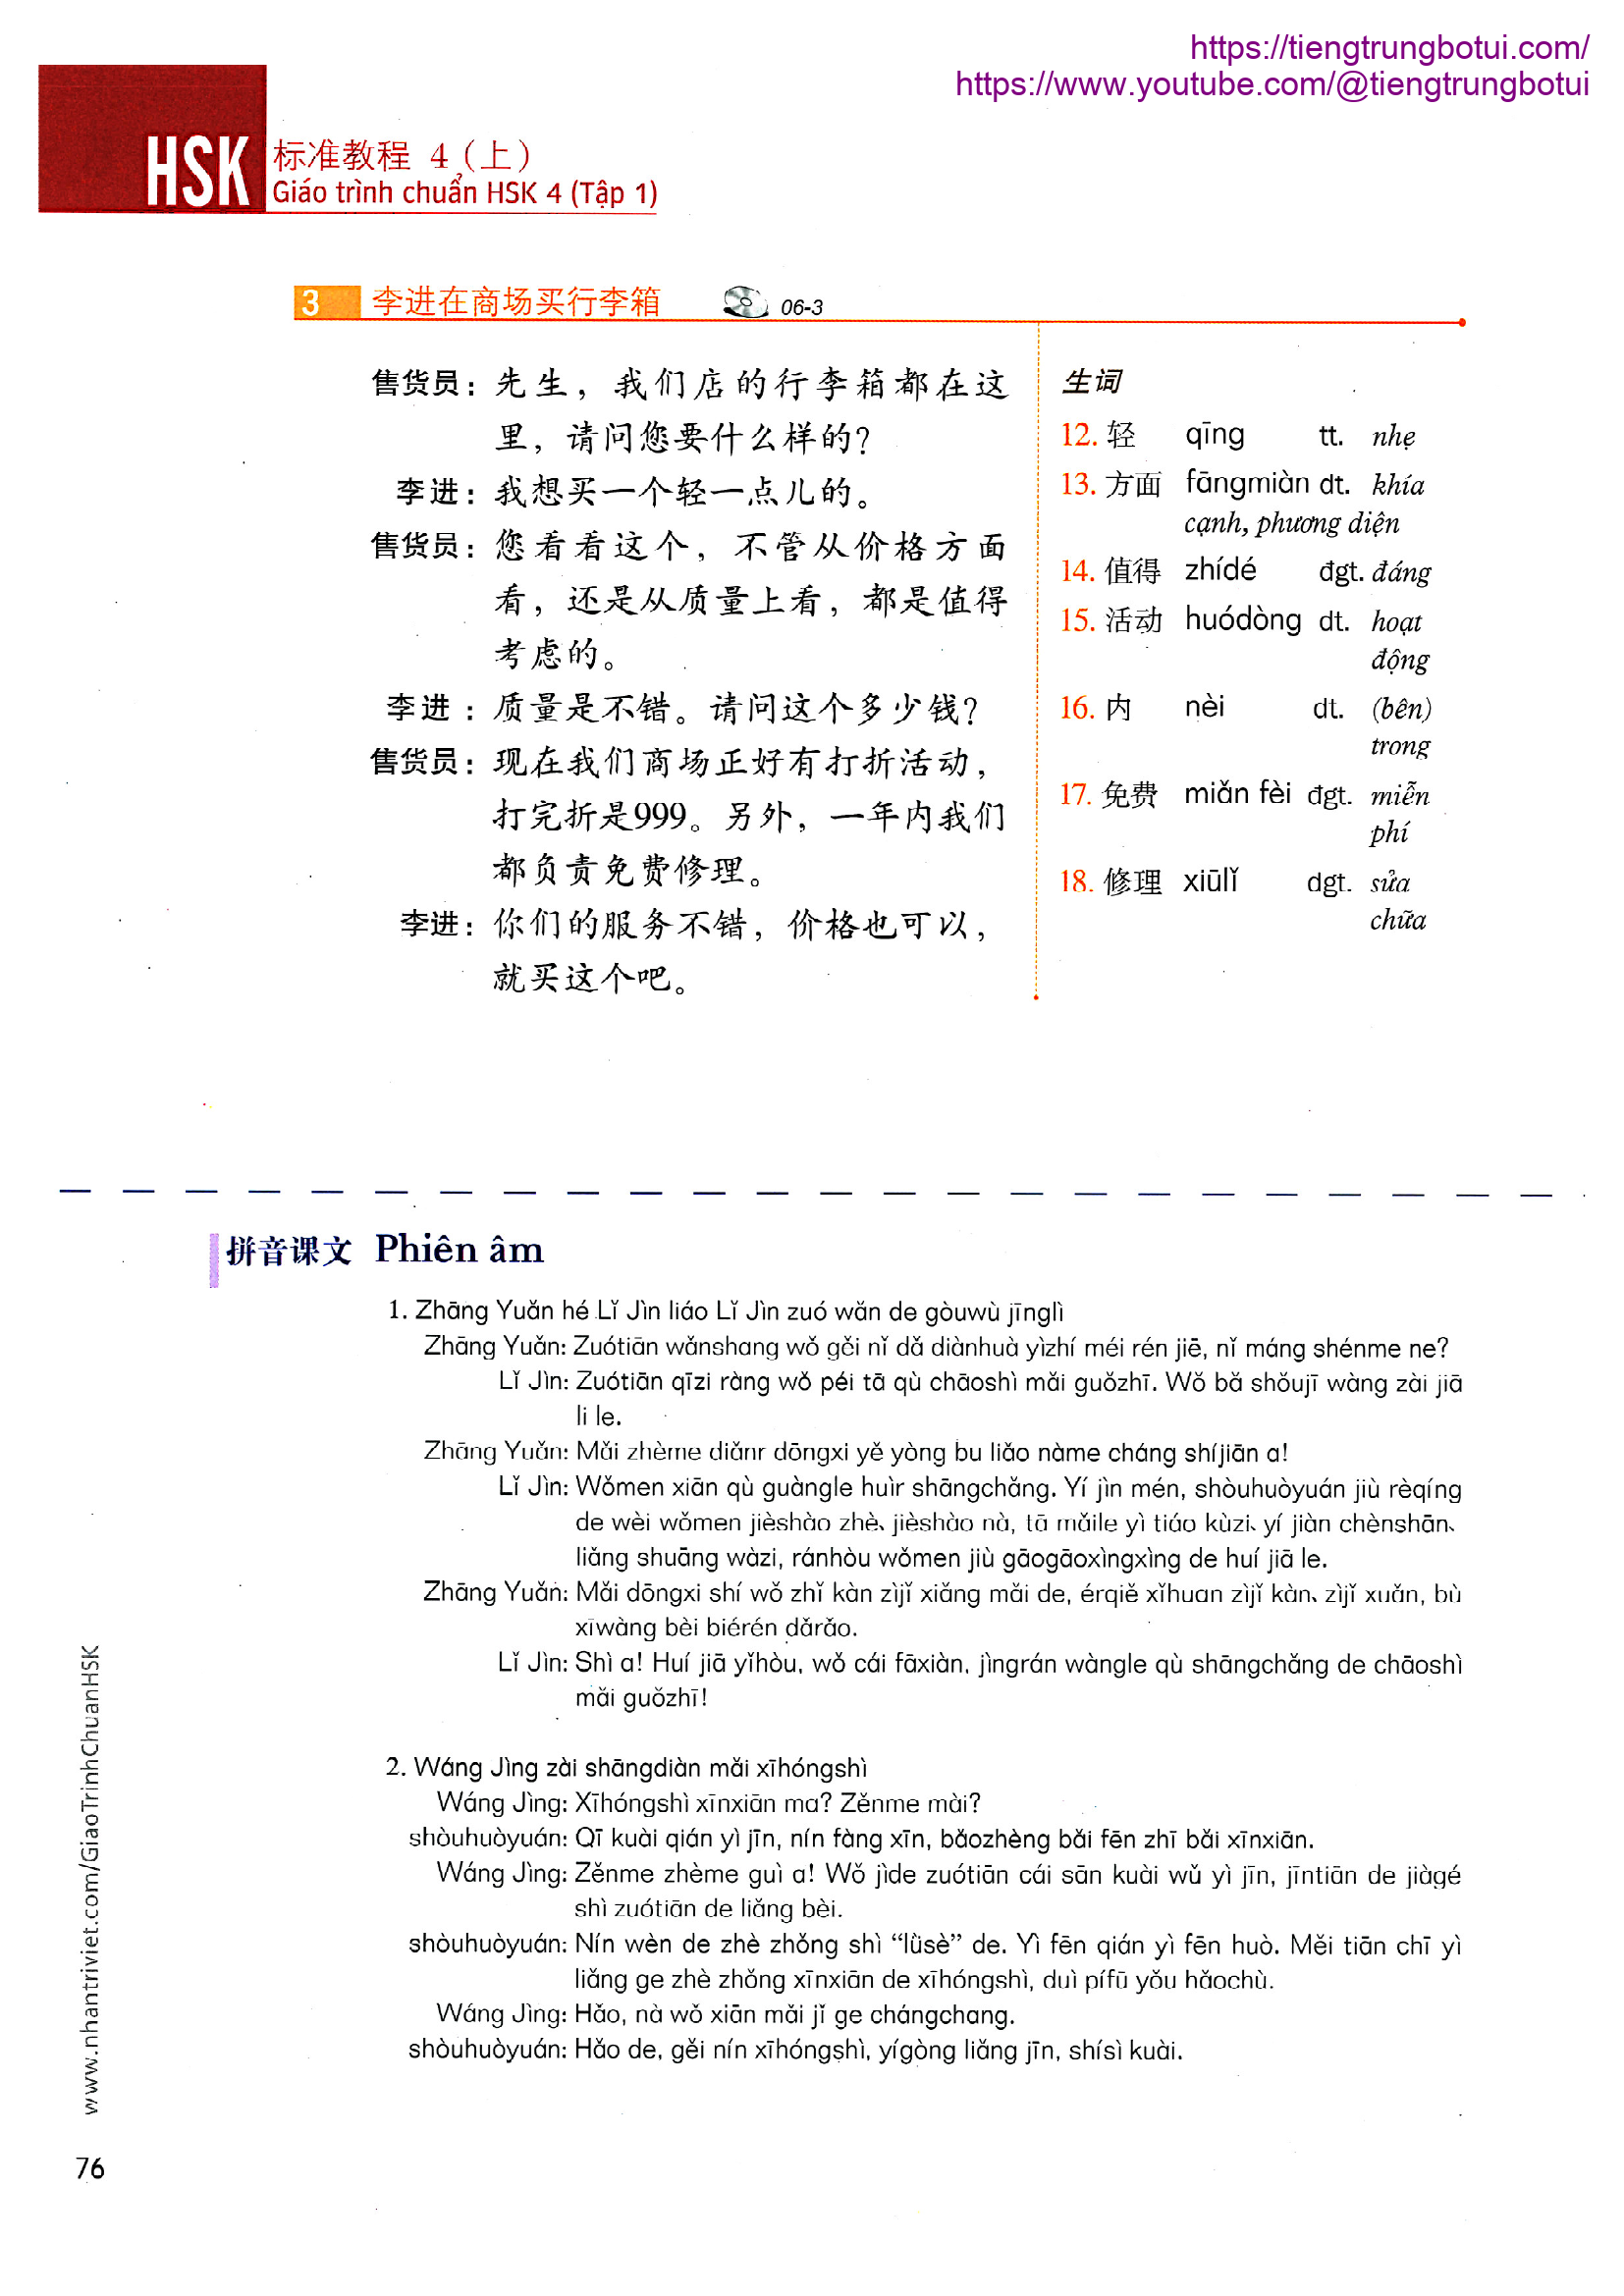 https://tiengtrungbotui.com/
https://www.youtube.com/@tiengtrungbotui
HSK 标准教程 4（上）
Giáo trình chuẩn HSK 4 (Tập 1)
3 李进在商场买行李箱 06-3
售货员：先生，我们店的行李箱都在这
里，请问您要什么样的？
李进：我想买一个轻一点儿的。
售货员：您看看这个，不管从价格方面
看，还是从质量上看，都是值得
考虑的。
李进：质量是不错。请问这个多少钱？
售货员：现在我们商场正好有打折活动，
打完折是999。另外，一年内我们
都负责免费修理。
李进：你们的服务不错，价格也可以，
就买这个吧。
生词
12. 轻 qīng tt. nhẹ
13. 方面 fāngmiàn dt. khía
cạnh, phương diện
14. 值得 zhídé đgt. đáng
15. 活动 huódòng dt. hoạt
động
16. 内 nèi dt. (bên)
trong
17. 免费 miǎn fèi đgt. miễn
phí
18. 修理 xiūlǐ đgt. sửa
chữa
拼音课文 Phiên âm
1. Zhāng Yuǎn hé Lǐ Jìn liáo Lǐ Jìn zuó wǎn de gòuwù jīnglì
Zhāng Yuǎn: Zuótiān wǎnshang wǒ gěi nǐ dǎ diànhuà yìzhí méi rén jiē, nǐ máng shénme ne?
Lǐ Jìn: Zuótiān qīzi ràng wǒ péi tā qù chāoshì mǎi guǒzhī. Wǒ bǎ shǒujī wàng zài jiā
li le.
Zhāng Yuǎn: Mǎi zhème diǎnr dōngxi yě yòng bu liǎo nàme cháng shíjiān a!
Lǐ Jìn: Wǒmen xiān qù guàngle huìr shāngchǎng. Yí jìn mén, shòuhuòyuán jiù rèqíng
de wèi wǒmen jièshào zhè、jièshào nà, tā mǎile yì tiáo kùzi、yí jiàn chènshān、
liǎng shuāng wàzi, ránhòu wǒmen jiù gāogāoxìngxìng de huí jiā le.
Zhāng Yuǎn: Mǎi dōngxi shí wǒ zhǐ kàn zìjǐ xiǎng mǎi de, érqiě xǐhuan zìjǐ kàn、zìjǐ xuǎn, bù
xīwàng bèi biérén dǎrǎo.
Lǐ Jìn: Shì a! Huí jiā yǐhòu, wǒ cái fāxiàn, jìngrán wàngle qù shāngchǎng de chāoshì
mǎi guǒzhī!
2. Wáng Jìng zài shāngdiàn mǎi xīhóngshì
Wáng Jìng: Xīhóngshì xīnxiān ma? Zěnme mài?
shòuhuòyuán: Qī kuài qián yì jīn, nín fàng xīn, bǎozhèng bǎi fēn zhī bǎi xīnxiān.
Wáng Jìng: Zěnme zhème guì a! Wǒ jìde zuótiān cái sān kuài wǔ yì jīn, jīntiān de jiàgé
shì zuótiān de liǎng bèi.
shòuhuòyuán: Nín wèn de zhè zhǒng shì “lǜsè” de. Yì fēn qián yì fēn huò. Měi tiān chī yì
liǎng ge zhè zhǒng xīnxiān de xīhóngshì, duì pífū yǒu hǎochù.
Wáng Jìng: Hǎo, nà wǒ xiān mǎi jǐ ge chángchang.
shòuhuòyuán: Hǎo de, gěi nín xīhóngshì, yígòng liǎng jīn, shísì kuài.
www.nhantriviet.com/GiaoTrinhChuanHSK
76